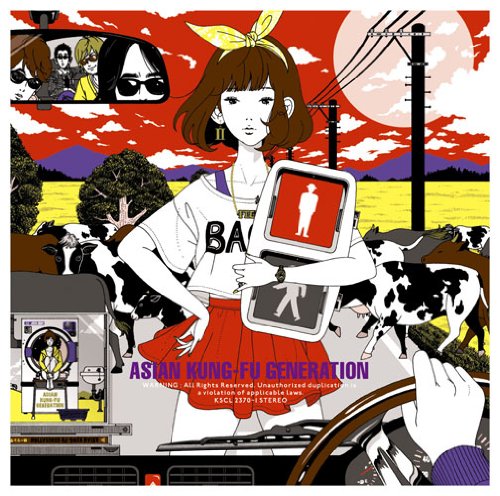 II
BA
ASIAN KUNG-FU GENERATION
WARNING : All Rights Reserved. Unauthorized duplication is
a violation of applicable laws.
KSCL 2370~1 STEREO
ASIAN
KUNG-FU
GENERATION